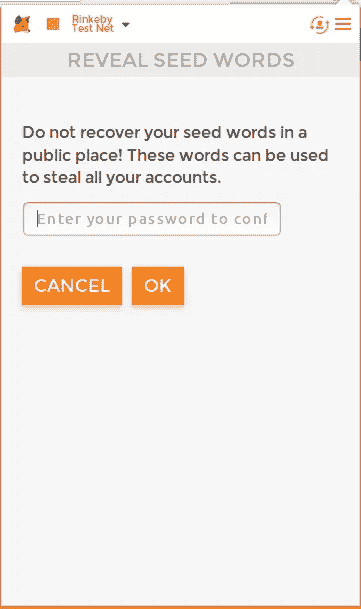 Rinkeby
Test Net
REVEAL SEED WORDS
Do not recover your seed words in a
public place! These words can be used
to steal all your accounts.
Enter your password to conf
CANCEL OK